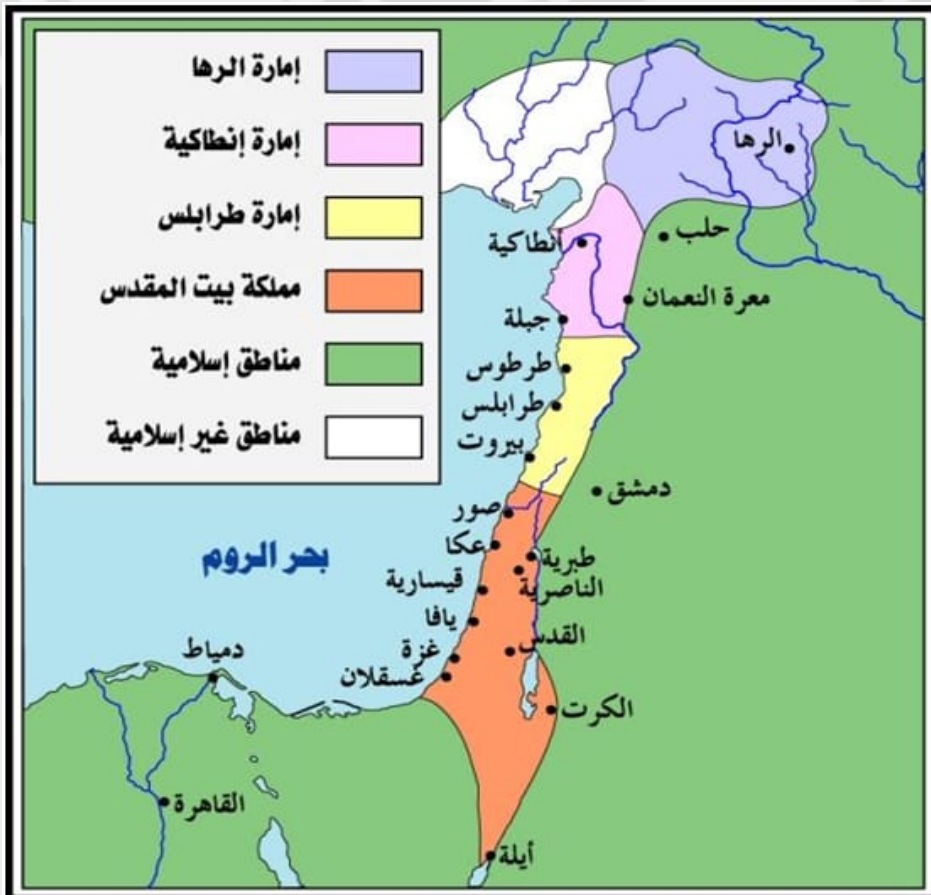 إمارة الرها
إمارة إنطاكية
إمارة طرابلس
مملكة بيت المقدس
مناطق إسلامية
مناطق غير إسلامية
الرها
حلب
أنطاكية
معرة النعمان
جبلة
طرطوس
طرابلس
بيروت
دمشق
صور
عكا
طبرية
الناصرية
قيسارية
يافا
القدس
غزة
عسقلان
الكرت
أيلة
بحر الروم
دمياط
القاهرة